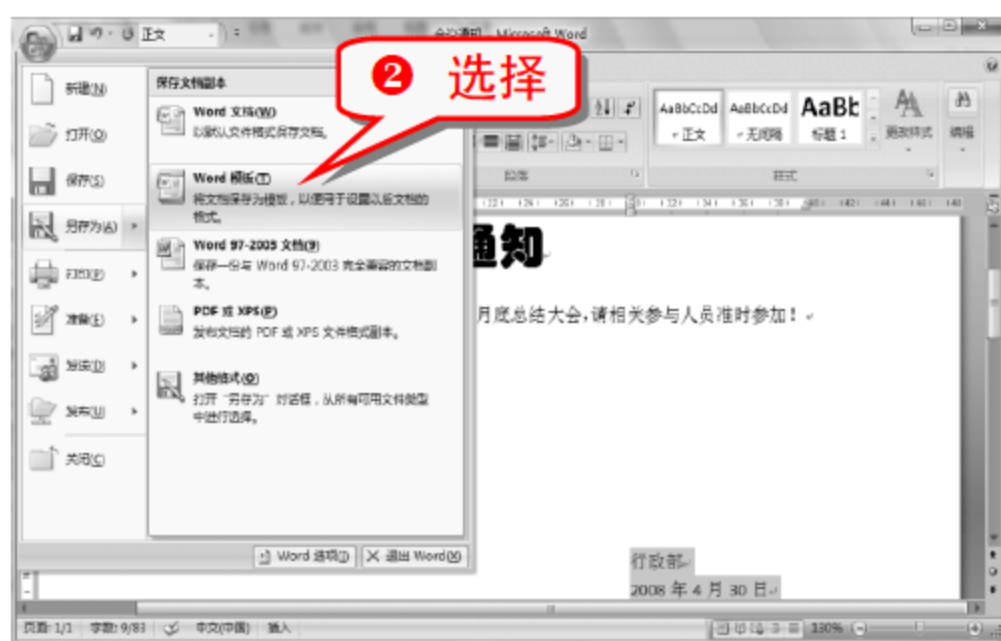 正文
会议通知 - Microsoft Word
❷ 选择
新建(N)
打开(O)
保存(S)
另存为(A)
打印(P)
准备(E)
发送(D)
发布(U)
关闭(C)
保存文档副本
Word 文档(W)
以默认文件格式保存文档。
Word 模版(T)
将文档保存为模版，以便用于设置以后文档的
格式。
Word 97-2003 文档(9)
保存一份与 Word 97-2003 完全兼容的文档副
本。
PDF 或 XPS(P)
发布文档的 PDF 或 XPS 文件格式副本。
其他格式(O)
打开“另存为”对话框，从所有可用文件类型
中进行选择。
Word 选项(I)
退出 Word(X)
AaBbCcDd AaBbCcDd AaBb
正文 无间隔 标题 1
更改样式 编辑
段落 样式
通知
月底总结大会,请相关参与人员准时参加！
行政部
2008 年 4 月 30 日
页面: 1/1 字数: 9/83 中文(中国) 插入 130%